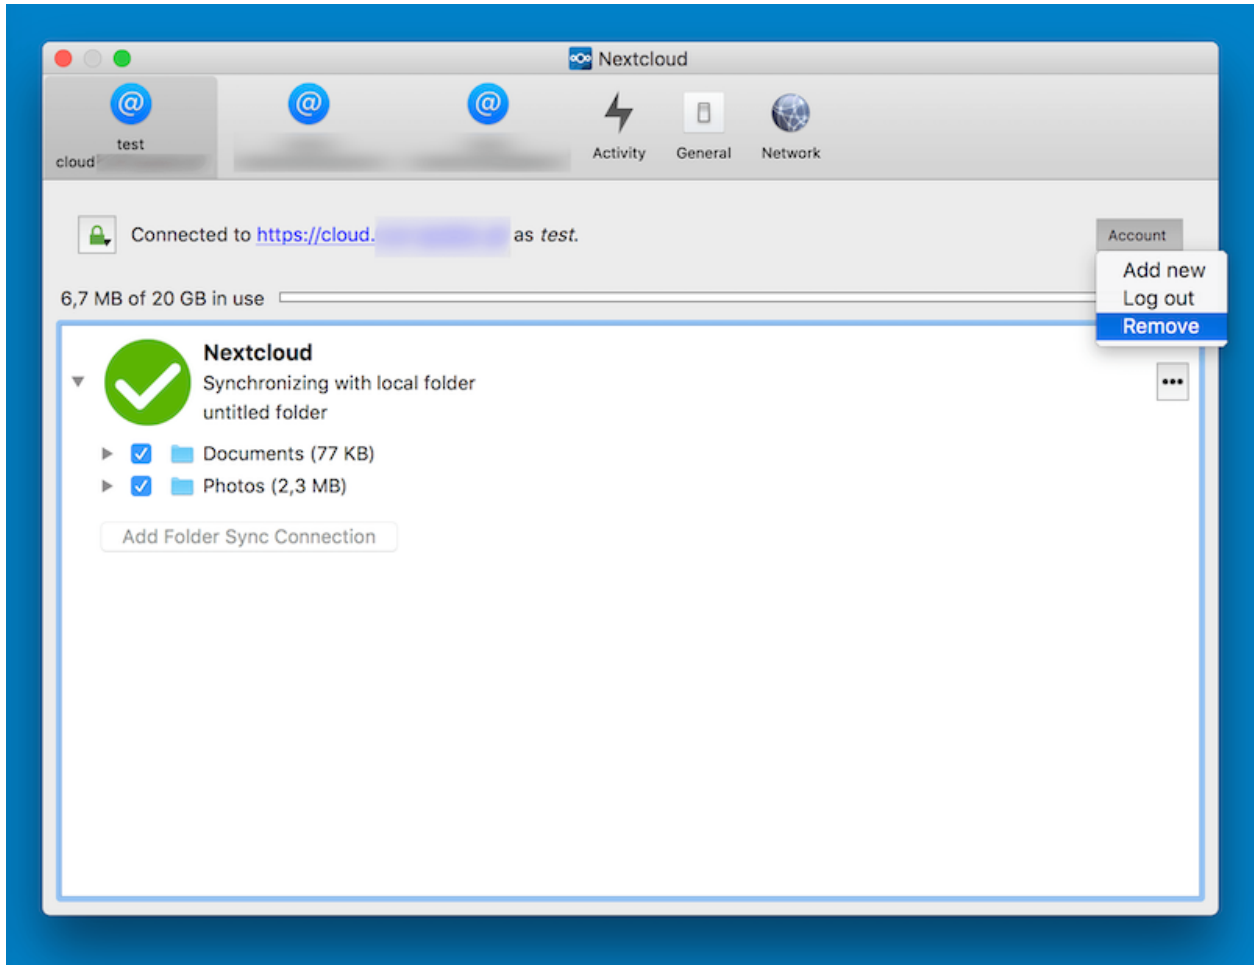 Nextcloud
test
cloud
Activity
General
Network
Connected to https://cloud. as test.
Account
Add new
Log out
Remove
6,7 MB of 20 GB in use
Nextcloud
Synchronizing with local folder
untitled folder
Documents (77 KB)
Photos (2,3 MB)
Add Folder Sync Connection